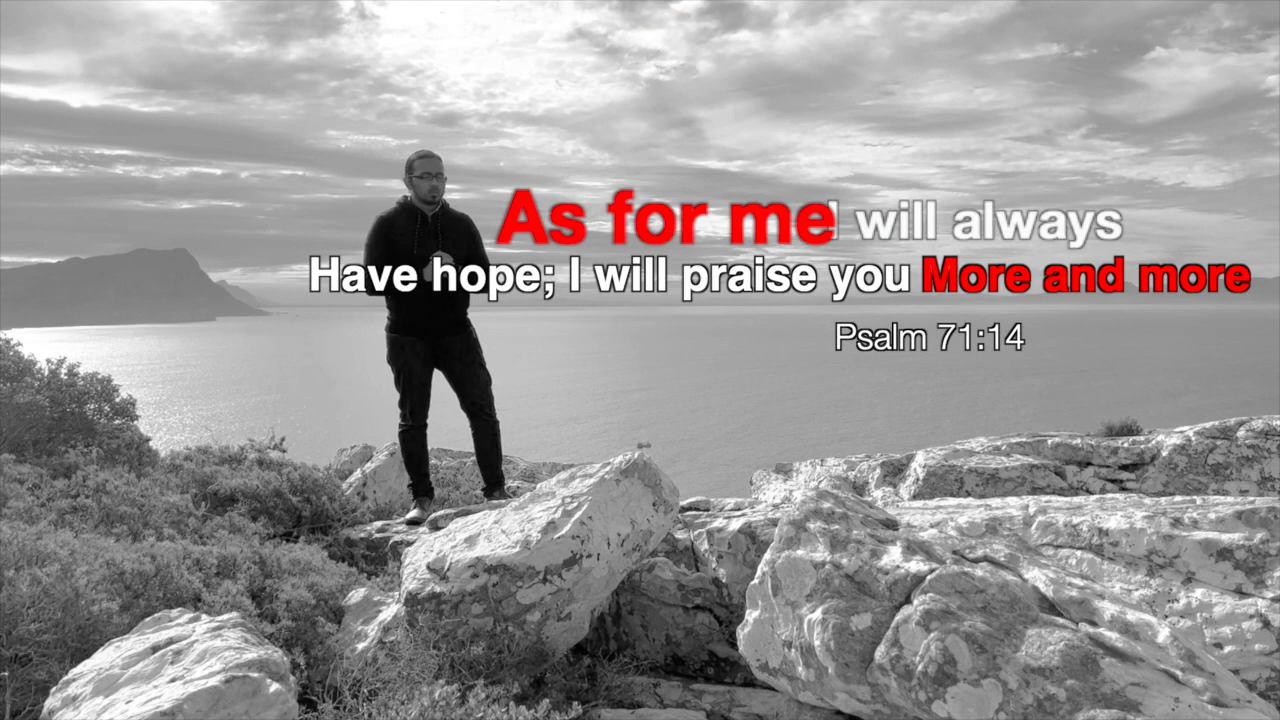 As for me I will always
Have hope; I will praise you More and more
Psalm 71:14